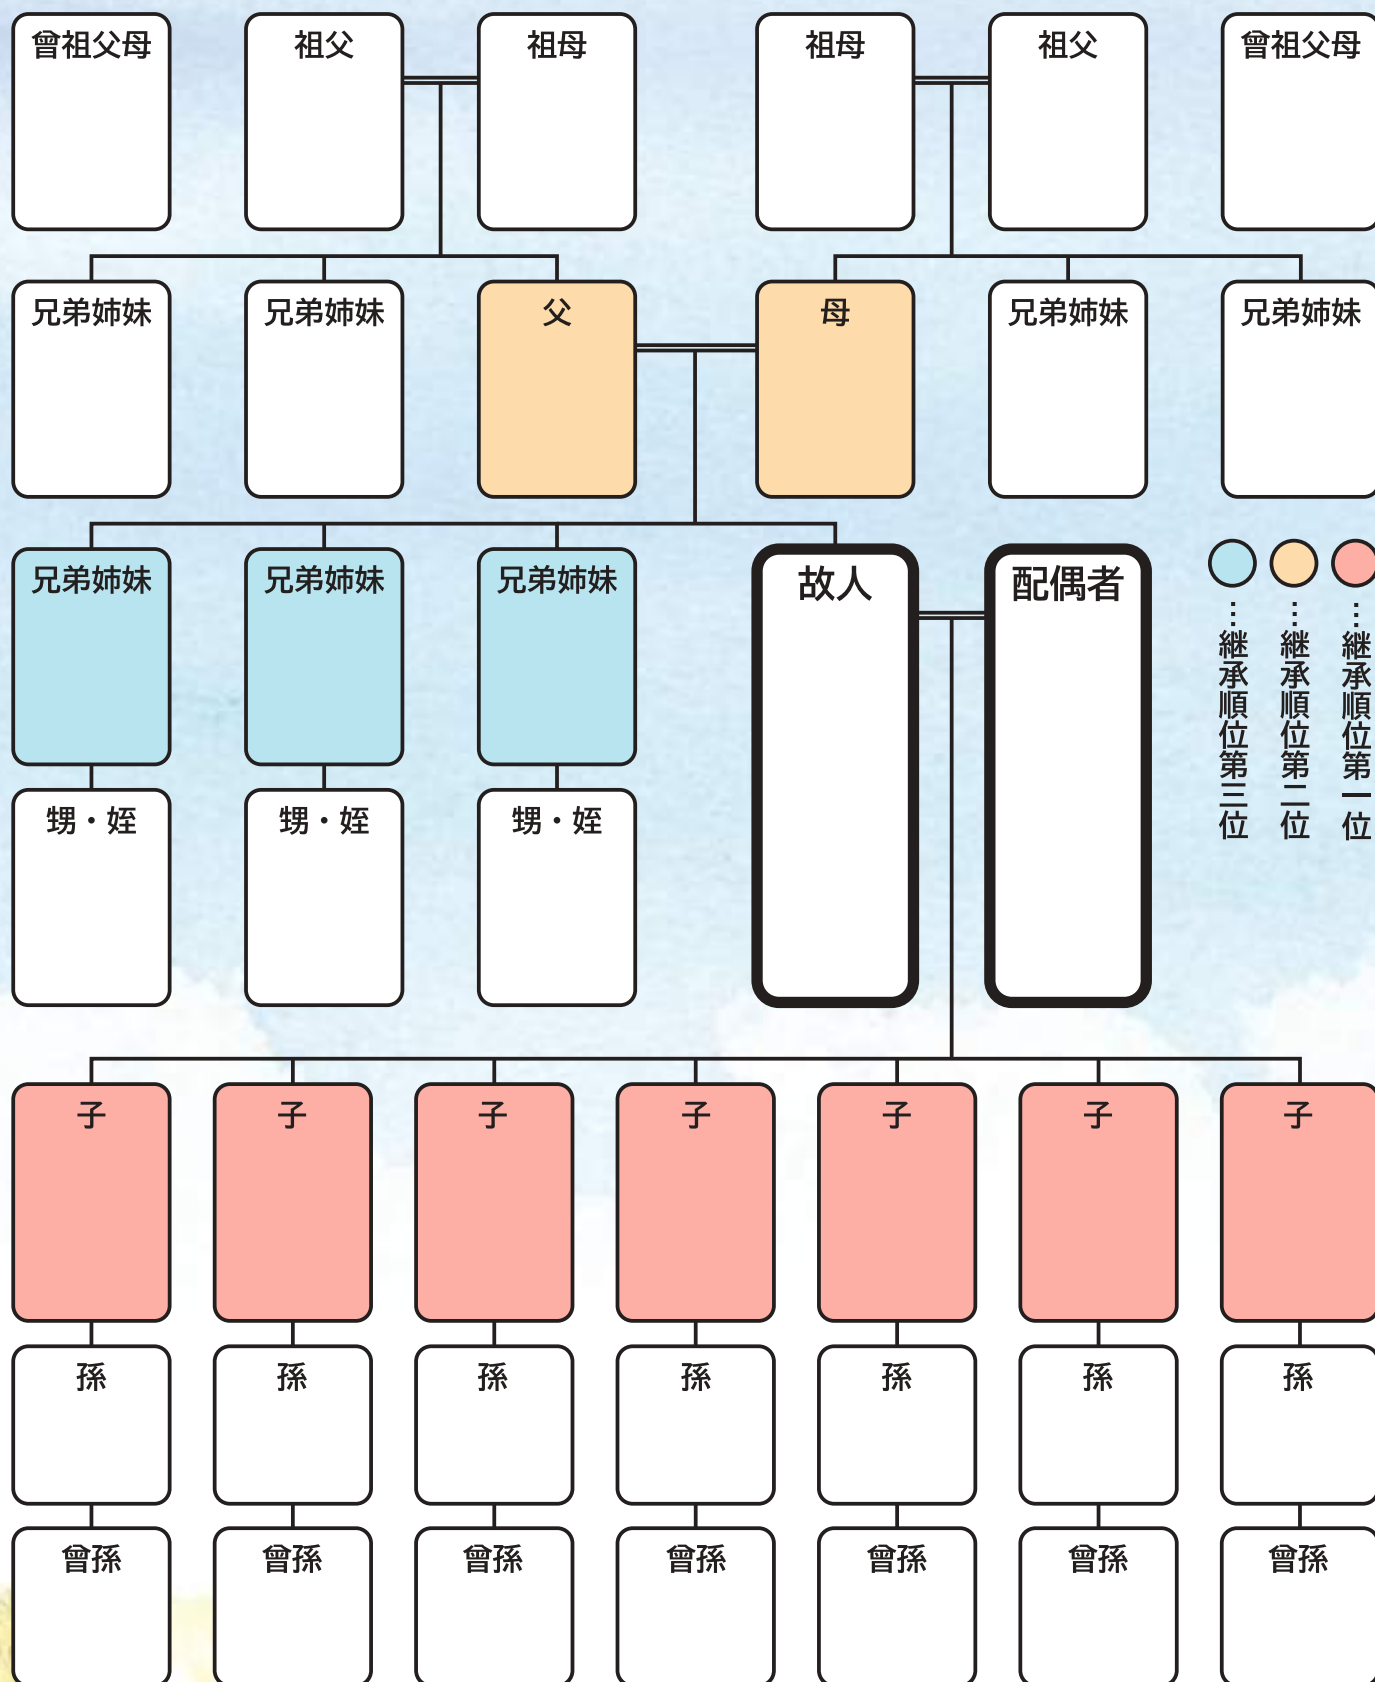 曾祖父母
祖父
祖母
祖母
祖父
曾祖父母
兄弟姉妹
兄弟姉妹
父
母
兄弟姉妹
兄弟姉妹
兄弟姉妹
兄弟姉妹
兄弟姉妹
故人
配偶者
…継承順位第一位
…継承順位第二位
…継承順位第三位
甥・姪
甥・姪
甥・姪
子
子
子
子
子
子
子
孫
孫
孫
孫
孫
孫
孫
曾孫
曾孫
曾孫
曾孫
曾孫
曾孫
曾孫